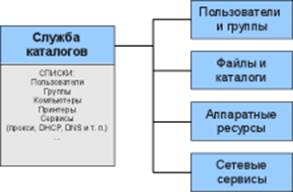 Служба
каталогов
СПИСКИ:
Пользователи
Группы
Компьютеры
Принтеры
Сервисы
(прокси, DHCP, DNS и т. п.)
...
Пользователи
и группы
Файлы и
каталоги
Аппаратные
ресурсы
Сетевые
сервисы